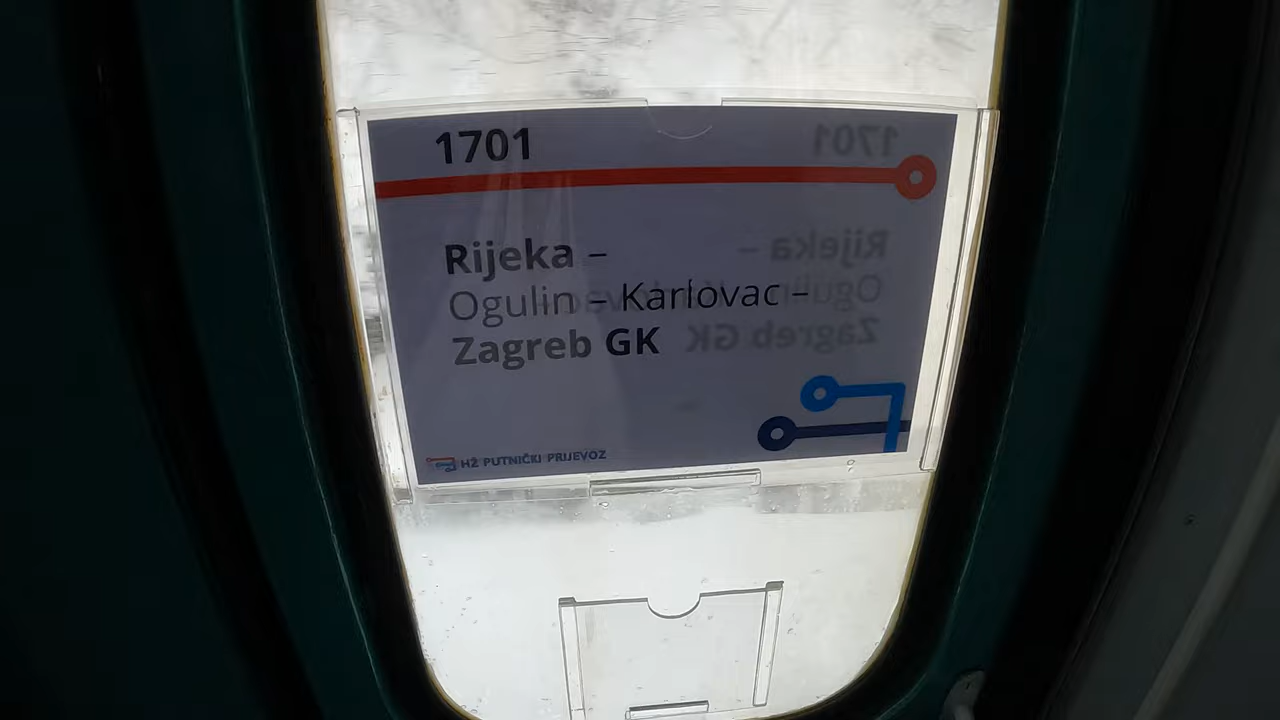 1701
Rijeka –
Ogulin – Karlovac –
Zagreb GK
HŽ PUTNIČKI PRIJEVOZ